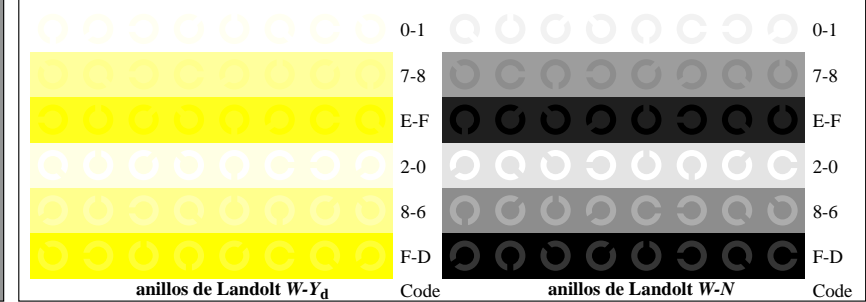 0-1 0-1
7-8 7-8
E-F E-F
2-0 2-0
8-6 8-6
F-D F-D
anillos de Landolt W-Yd Code anillos de Landolt W-N Code